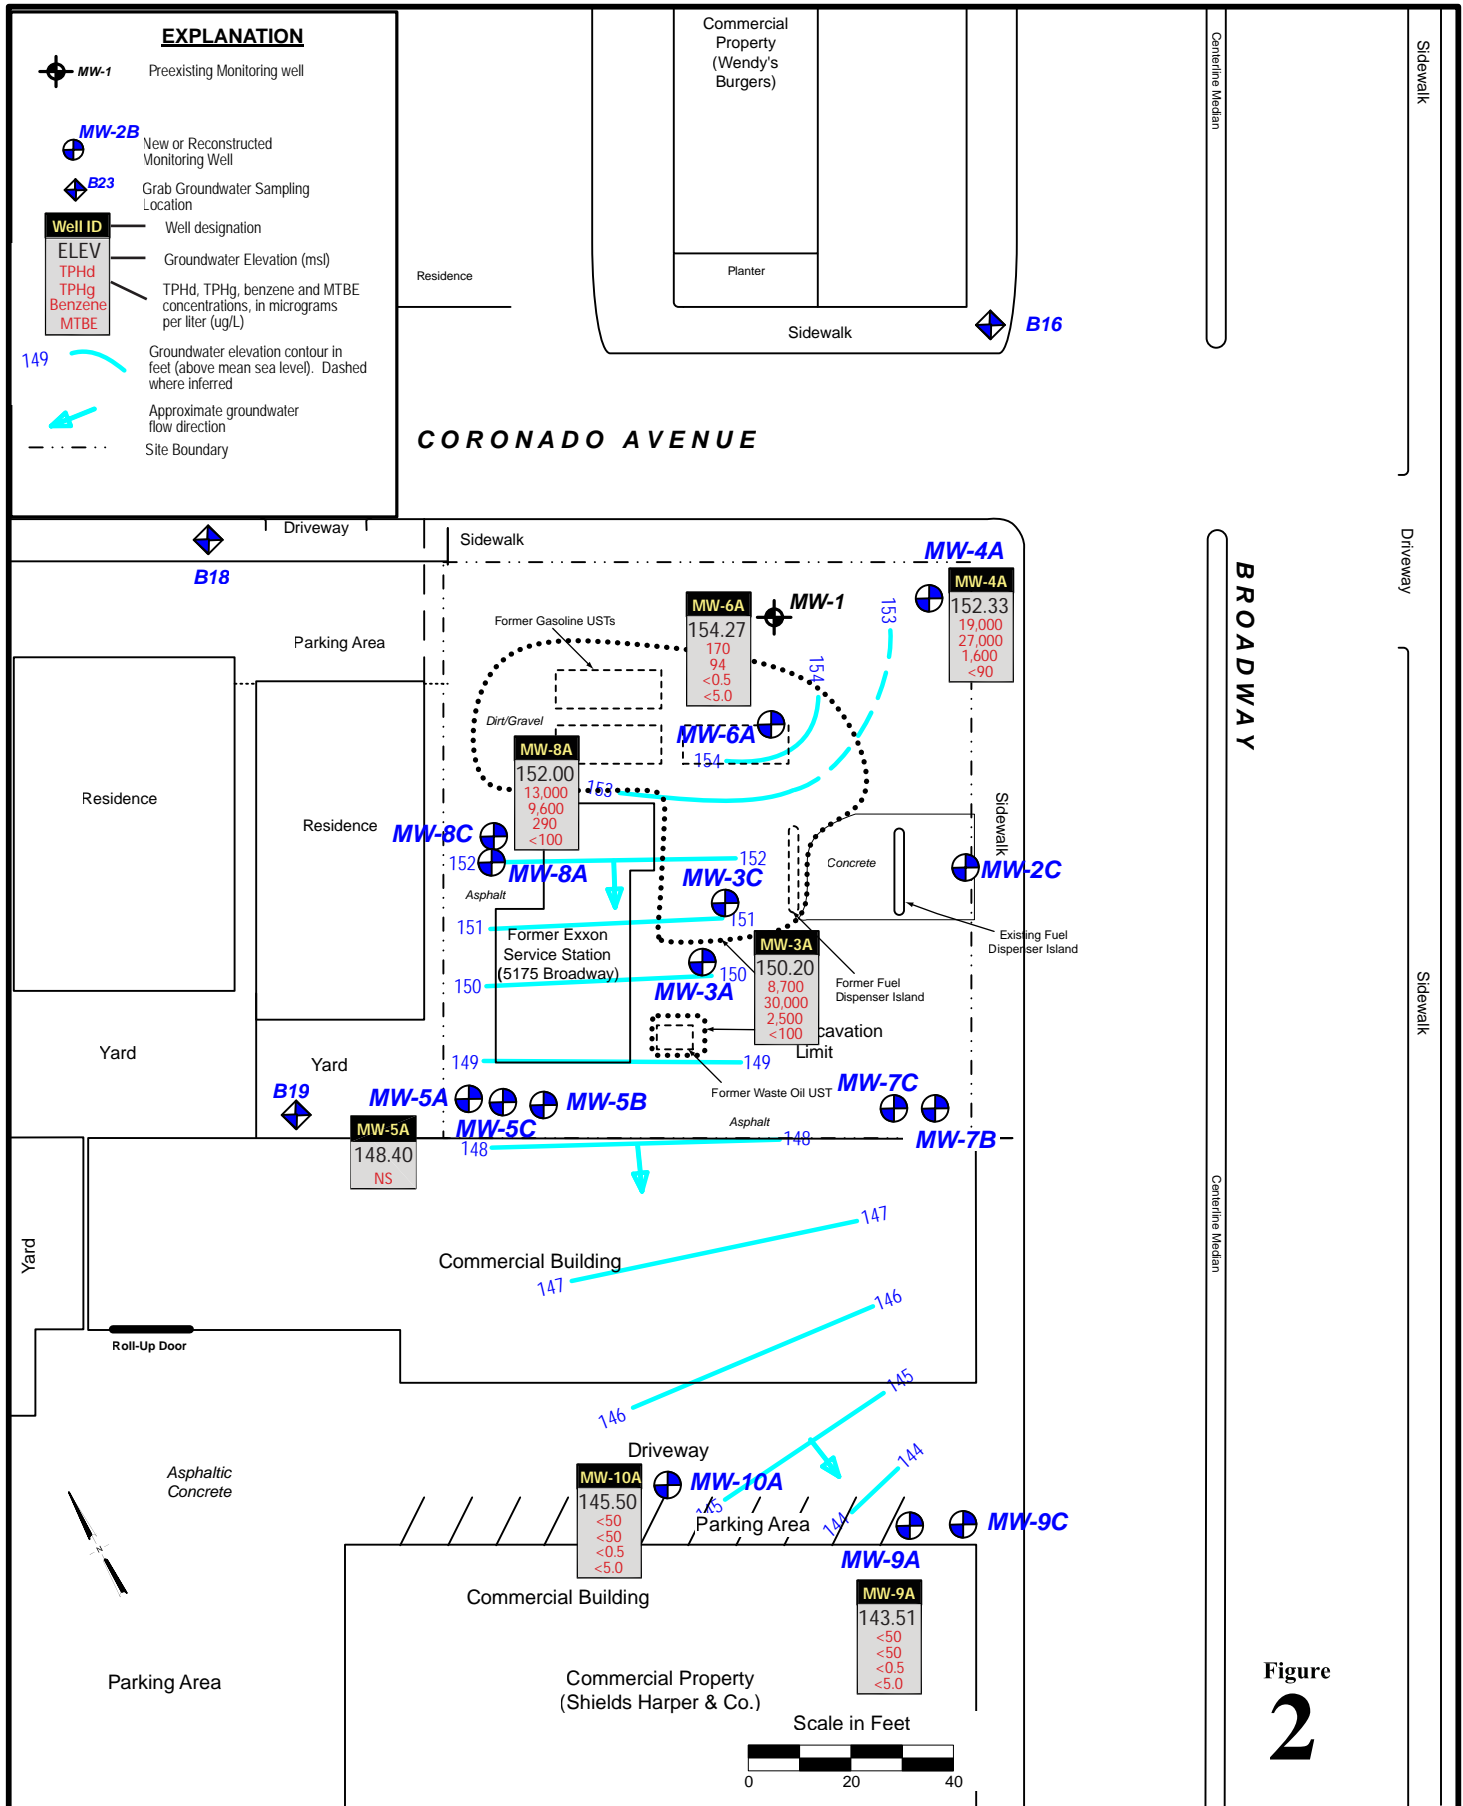 EXPLANATION
MW-1
Preexisting Monitoring well
MW-2B
New or Reconstructed
Monitoring Well
B23
Grab Groundwater Sampling
Location
Well ID
Well designation
ELEV
Groundwater Elevation (msl)
TPHd
TPHg
Benzene
MTBE
TPHd, TPHg, benzene and MTBE
concentrations, in micrograms
per liter (ug/L)
149
Groundwater elevation contour in
feet (above mean sea level). Dashed
where inferred
Approximate groundwater
flow direction
Site Boundary
Commercial
Property
(Wendy's
Burgers)
Planter
Residence
Sidewalk
B16
Centerline Median
Sidewalk
CORONADO AVENUE
Driveway
Sidewalk
B18
Parking Area
Residence
Residence
Yard
Yard
B19
Former Gasoline USTs
MW-6A
154.27
170
94
<0.5
<5.0
MW-1
153
154
MW-4A
MW-4A
152.33
19,000
27,000
1,600
<90
BROADWAY
Driveway
Dirt/Gravel
MW-6A
154
MW-8A
152.00
13,000
9,600
290
<100
153
MW-8C
152
MW-8A
152
Asphalt
MW-3C
151
151
Concrete
Sidewalk
MW-2C
Existing Fuel
Dispenser Island
Former Exxon
Service Station
(5175 Broadway)
150
150
MW-3A
MW-3A
150.20
8,700
30,000
2,500
<100
Former Fuel
Dispenser Island
cavation
Limit
Former Waste Oil UST
Sidewalk
149
149
MW-5A
MW-5C
MW-5B
MW-7C
MW-7B
Asphalt
MW-5A
148.40
NS
148
148
Yard
Commercial Building
147
147
Centerline Median
Roll-Up Door
146
146
145
145
144
144
Driveway
Asphaltic
Concrete
N
MW-10A
145.50
<50
<50
<0.5
<5.0
MW-10A
Parking Area
MW-9C
MW-9A
MW-9A
143.51
<50
<50
<0.5
<5.0
Commercial Building
Parking Area
Commercial Property
(Shields Harper & Co.)
Scale in Feet
0 20 40
Figure
2